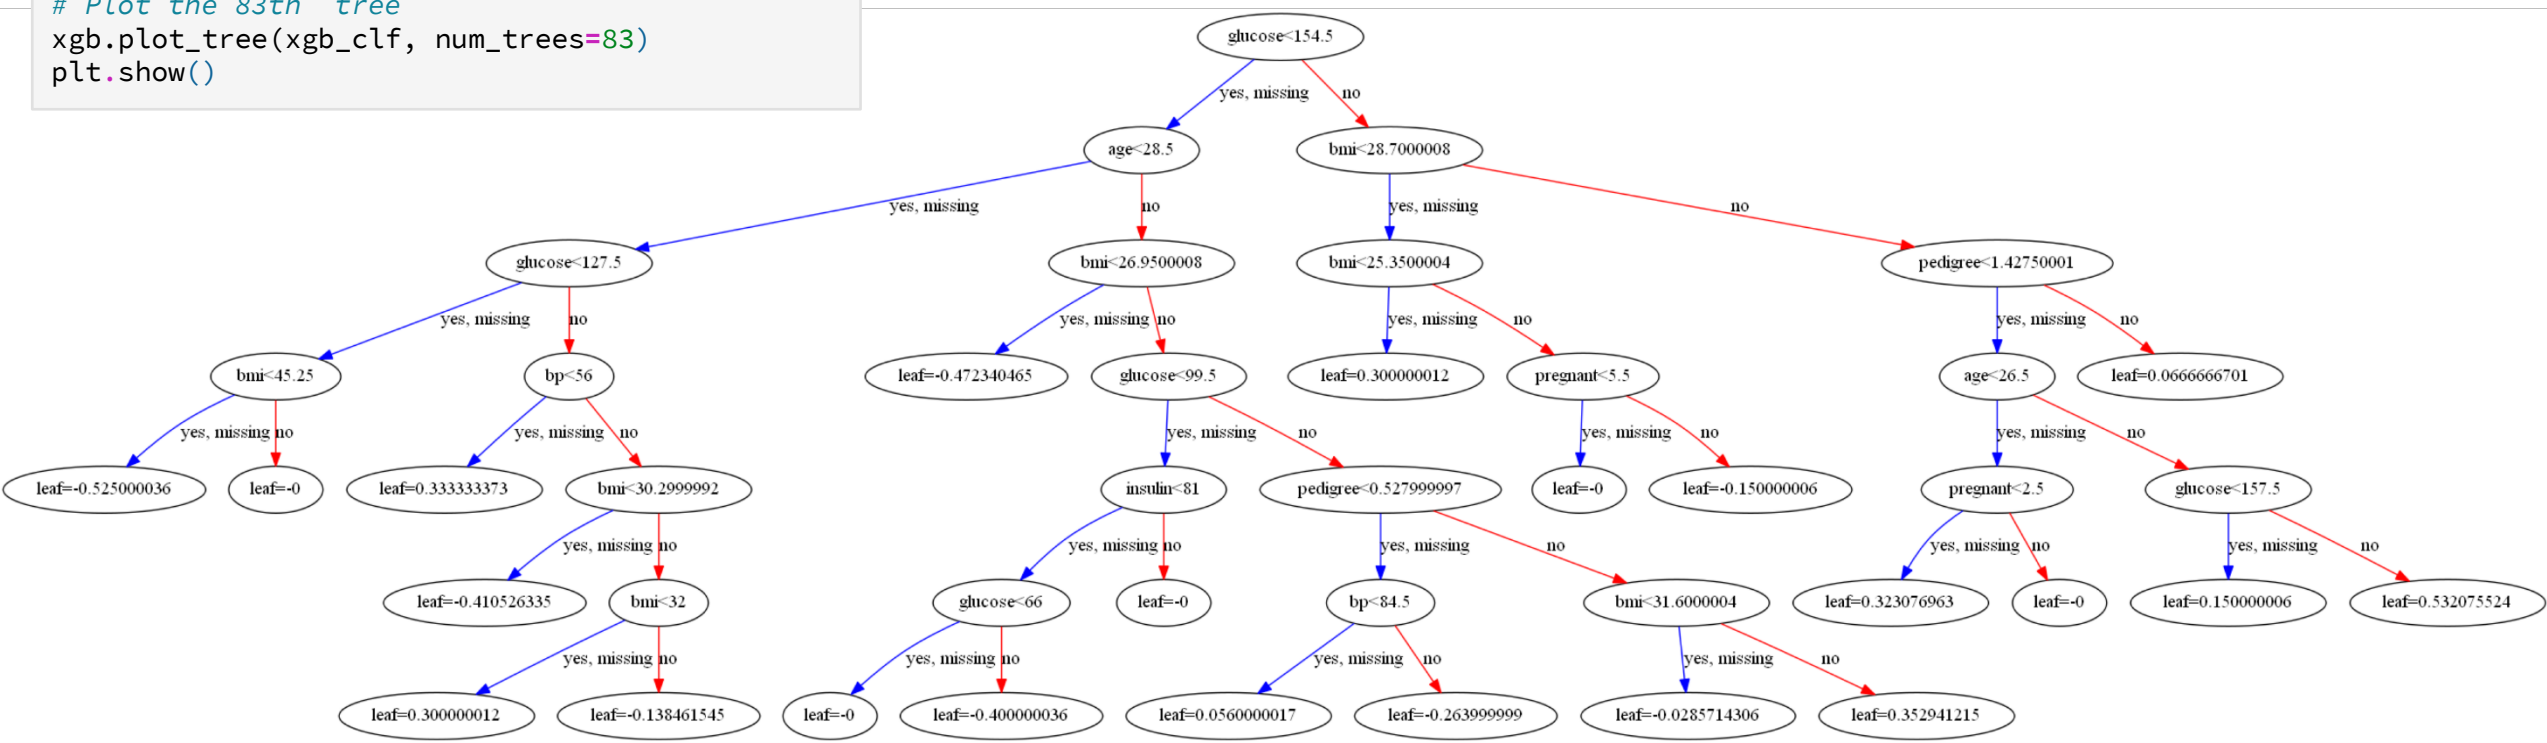 # Plot the 83th  tree
xgb.plot_tree(xgb_clf, num_trees=83)
plt.show()
glucose<154.5
yes, missing no
age<28.5 bmi<28.7000008
yes, missing no yes, missing no
glucose<127.5 bmi<26.9500008 bmi<25.3500004 pedigree<1.42750001
yes, missing no yes, missing no yes, missing no yes, missing no
bmi<45.25 bp<56 leaf=-0.472340465 glucose<99.5 leaf=0.300000012 pregnant<5.5 age<26.5 leaf=0.0666666701
yes, missing no yes, missing no yes, missing no yes, missing no yes, missing no
leaf=-0.525000036 leaf=-0 leaf=0.333333373 bmi<30.2999992 insulin<81 pedigree<0.527999997 leaf=-0 leaf=-0.150000006 pregnant<2.5 glucose<157.5
yes, missing no yes, missing no yes, missing no yes, missing no yes, missing no
leaf=-0.410526335 bmi<32 glucose<66 leaf=-0 bp<84.5 bmi<31.6000004 leaf=0.323076963 leaf=-0 leaf=0.150000006 leaf=0.532075524
yes, missing no yes, missing no yes, missing no yes, missing no
leaf=0.300000012 leaf=-0.138461545 leaf=-0 leaf=-0.400000036 leaf=0.0560000017 leaf=-0.263999999 leaf=-0.0285714306 leaf=0.352941215